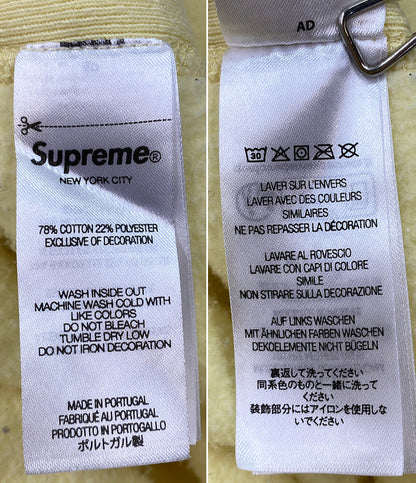 Supreme®
NEW YORK CITY
78% COTTON 22% POLYESTER
EXCLUSIVE OF DECORATION
WASH INSIDE OUT
MACHINE WASH COLD WITH
LIKE COLORS
DO NOT BLEACH
TUMBLE DRY LOW
DO NOT IRON DECORATION
MADE IN PORTUGAL
FABRIQUÉ AU PORTUGAL
PRODOTTO IN PORTOGALLO
ポルトガル製
AD
30
LAVER SUR L'ENVERS
LAVER AVEC DES COULEURS
SIMILAIRES
NE PAS REPASSER LA DÉCORATION
LAVARE AL ROVESCIO
LAVARE CON CAPI DI COLORE
SIMILE
NON STIRARE SULLA DECORAZIONE
AUF LINKS WASCHEN
MIT ÄHNLICHEN FARBEN WASCHEN
DEKOELEMENTE NICHT BÜGELN
裏返して洗ってください
同系色のものと一緒に洗って
ください
装飾部分にはアイロンを使用しな
いでください